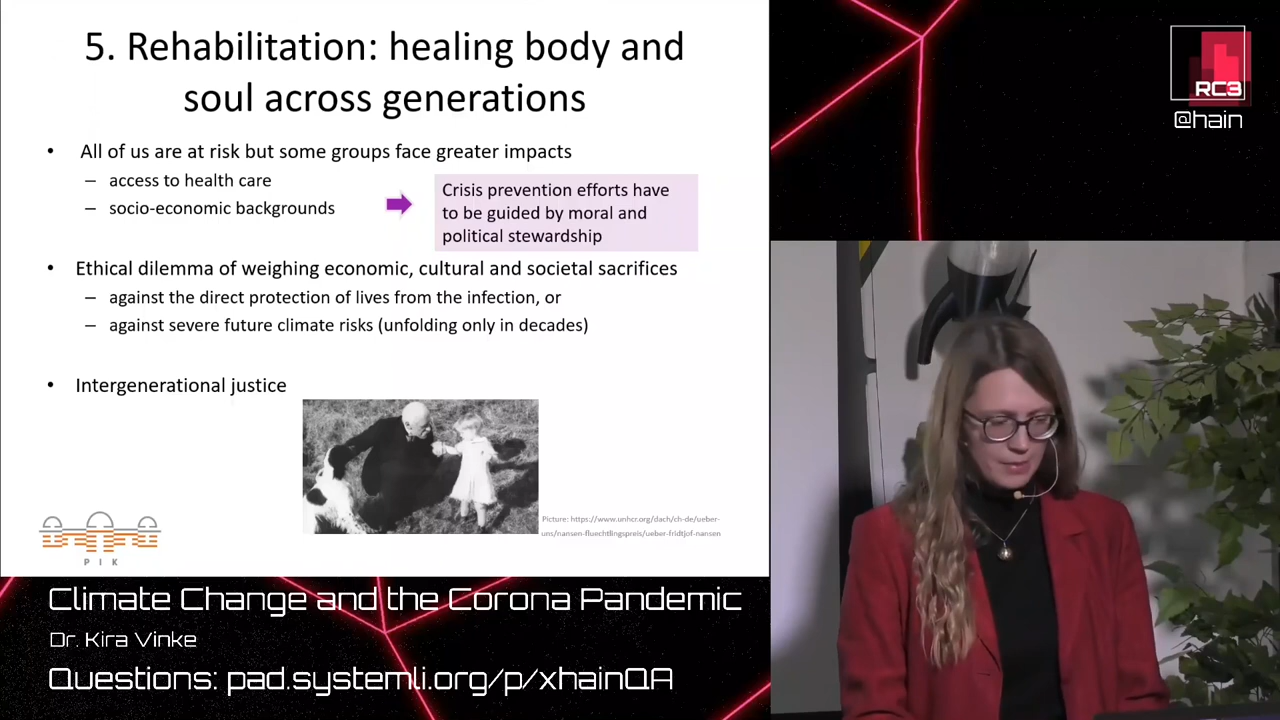 5. Rehabilitation: healing body and
soul across generations
• All of us are at risk but some groups face greater impacts
– access to health care
– socio-economic backgrounds
Crisis prevention efforts have
to be guided by moral and
political stewardship
• Ethical dilemma of weighing economic, cultural and societal sacrifices
– against the direct protection of lives from the infection, or
– against severe future climate risks (unfolding only in decades)
• Intergenerational justice
Picture: https://www.unhcr.org/dach/ch-de/ueber-
uns/nansen-fluechtlingspreis/ueber-fridtjof-nansen
PIK
RC3
@hain
Climate Change and the Corona Pandemic
Dr. Kira Vinke
Questions: pad.systemli.org/p/xhainQA